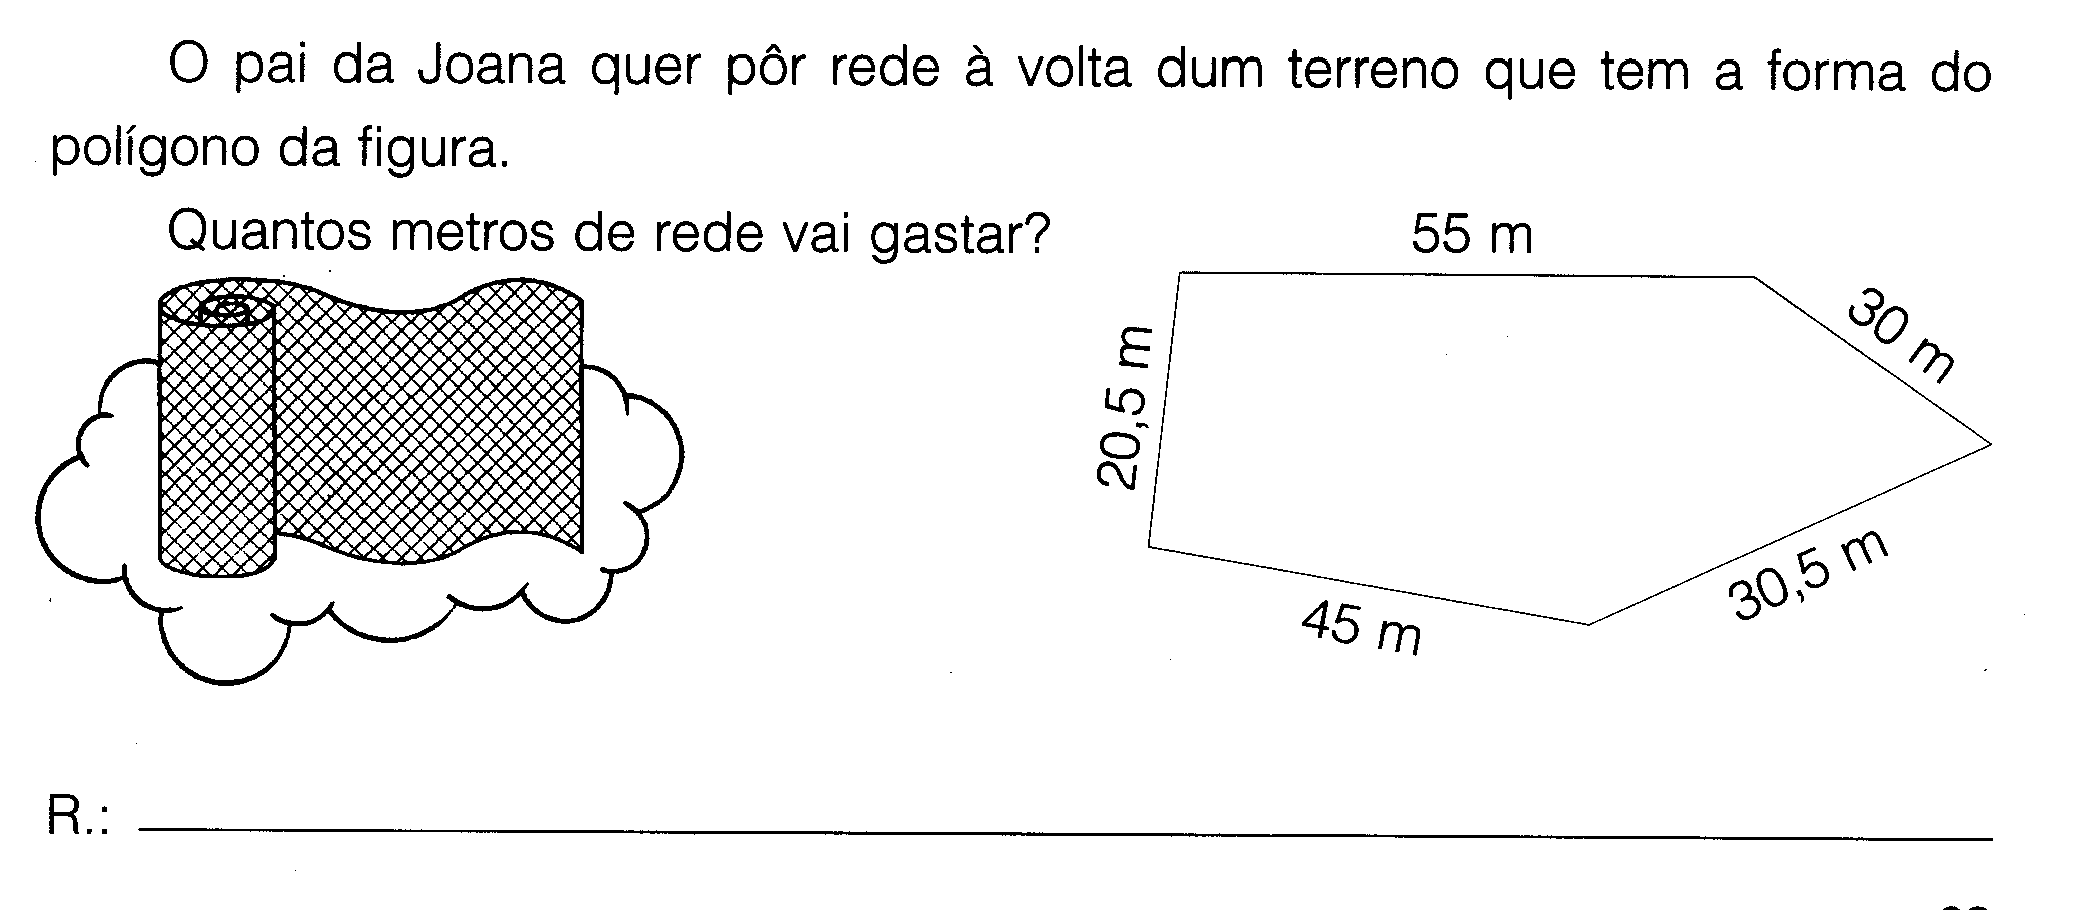 O pai da Joana quer pôr rede à volta dum terreno que tem a forma do
polígono da figura.
Quantos metros de rede vai gastar?
55 m
30 m
20,5 m
30,5 m
45 m
R.: